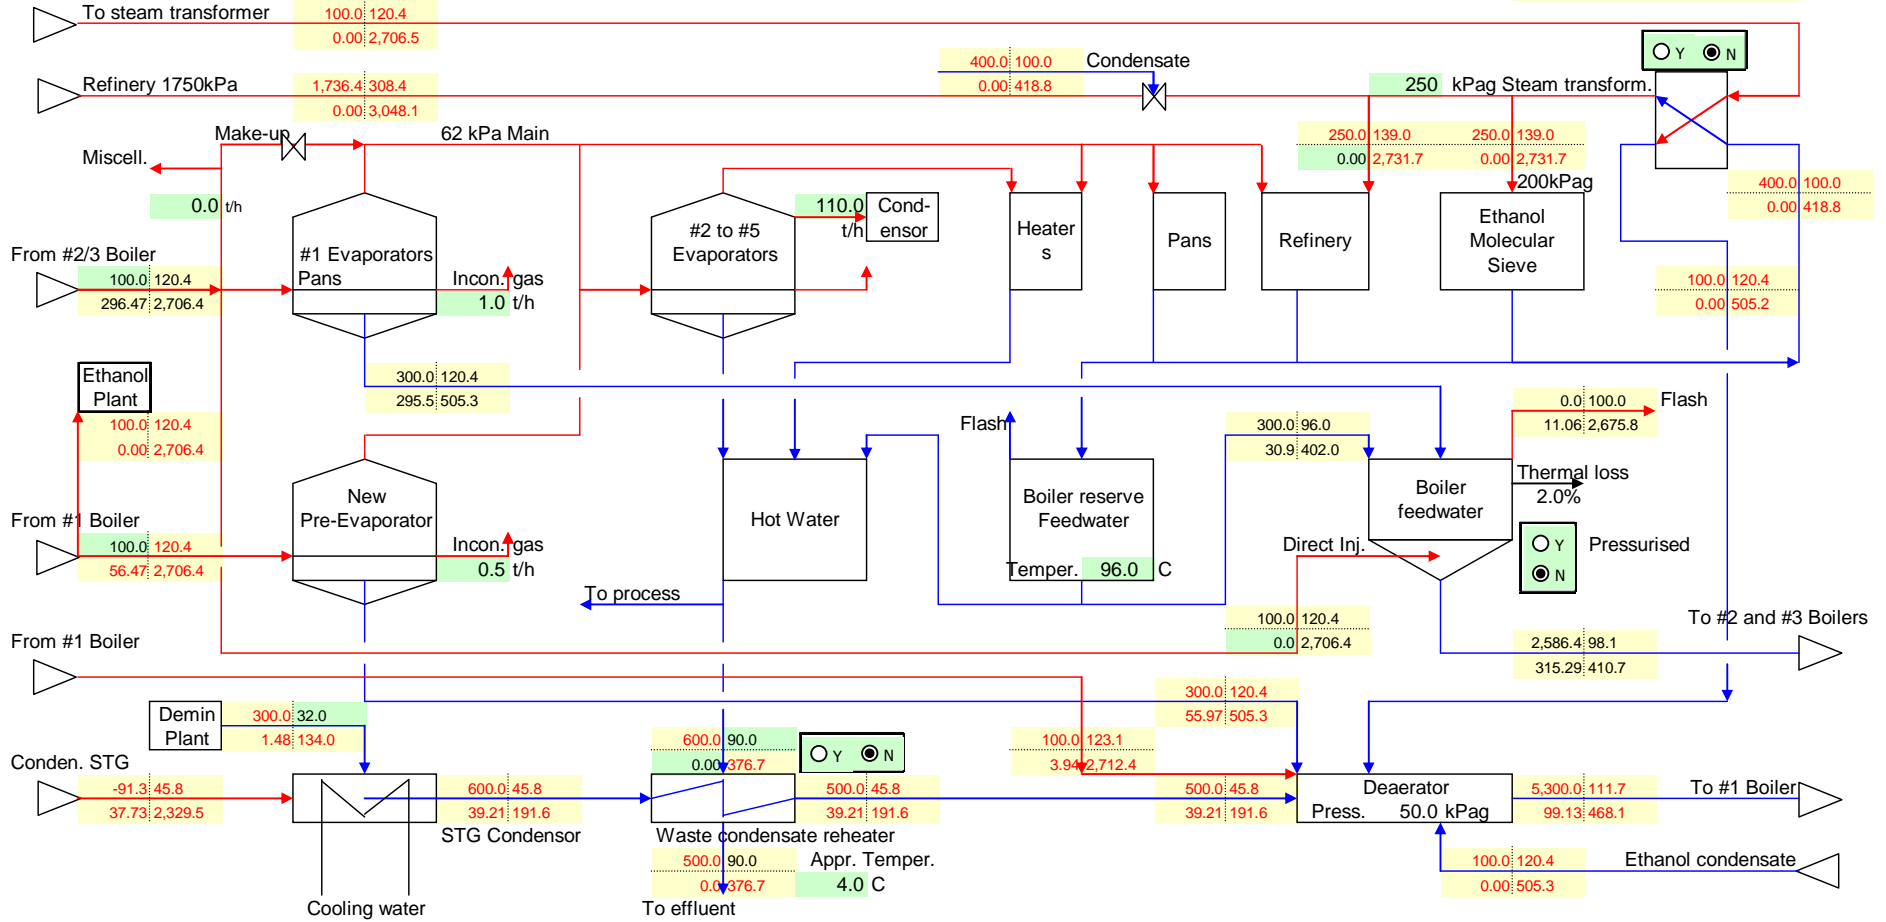 To steam transformer
100.0 120.4
0.00 2,706.5
Y N
Refinery 1750kPa
1,736.4 308.4
0.00 3,048.1
400.0 100.0
0.00 418.8
Condensate
250 kPag Steam transform.
Make-up
62 kPa Main
Miscell.
0.0 t/h
250.0 139.0
0.00 2,731.7
250.0 139.0
0.00 2,731.7
200kPag
400.0 100.0
0.00 418.8
#1 Evaporators
Pans
#2 to #5
Evaporators
110.0
t/h
Cond-
ensor
Heater
s
Pans
Refinery
Ethanol
Molecular
Sieve
From #2/3 Boiler
100.0 120.4
296.47 2,706.4
Incon. gas
1.0 t/h
100.0 120.4
0.00 505.2
Ethanol
Plant
100.0 120.4
0.00 2,706.4
300.0 120.4
295.5 505.3
Flash
300.0 96.0
30.9 402.0
0.0 100.0
11.06 2,675.8
Flash
New
Pre-Evaporator
Hot Water
Boiler reserve
Feedwater
Temper. 96.0 C
Boiler
feedwater
Thermal loss
2.0%
From #1 Boiler
100.0 120.4
56.47 2,706.4
Incon. gas
0.5 t/h
Direct Inj.
Y
N
Pressurised
To process
100.0 120.4
0.0 2,706.4
To #2 and #3 Boilers
2,586.4 98.1
315.29 410.7
From #1 Boiler
Demin
Plant
300.0 32.0
1.48 134.0
300.0 120.4
55.97 505.3
600.0 90.0
0.00 376.7
Y N
100.0 123.1
3.94 2,712.4
Conden. STG
-91.3 45.8
37.73 2,329.5
600.0 45.8
39.21 191.6
STG Condensor
500.0 45.8
39.21 191.6
Waste condensate reheater
500.0 45.8
39.21 191.6
Deaerator
Press. 50.0 kPag
5,300.0 111.7
99.13 468.1
To #1 Boiler
500.0 90.0
0.0 376.7
Appr. Temper.
4.0 C
100.0 120.4
0.00 505.3
Ethanol condensate
Cooling water
To effluent